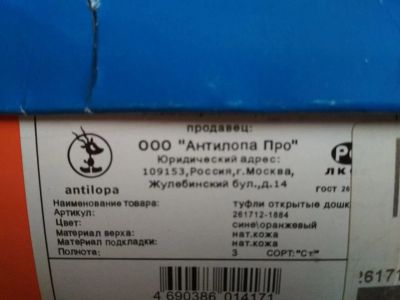 продавец:
ООО "Антилопа Про"
Юридический адрес:
109153,Россия,г.Москва,
Жулебинский бул.,д.14
antilopa
ГОСТ 26
Наименование товара: туфли открытые дошк
Артикул: 261712-1684
Цвет: сине\оранжевый
Материал верха: нат.кожа
Материал подкладки: нат.кожа
Полнота: 3 СОРТ:"Ст."
4 690386 014171